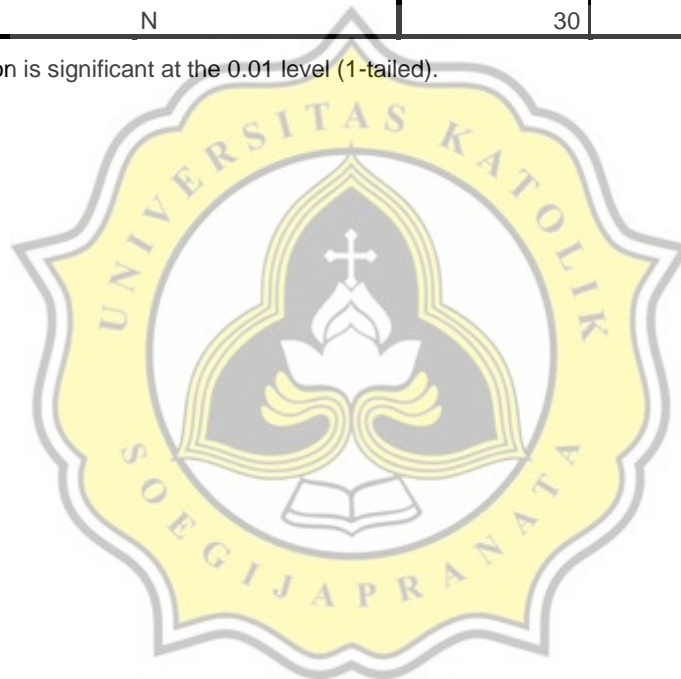 N 30
on is significant at the 0.01 level (1-tailed).
UNIVERSITAS KATOLIK
SOEGIJAPRANATA